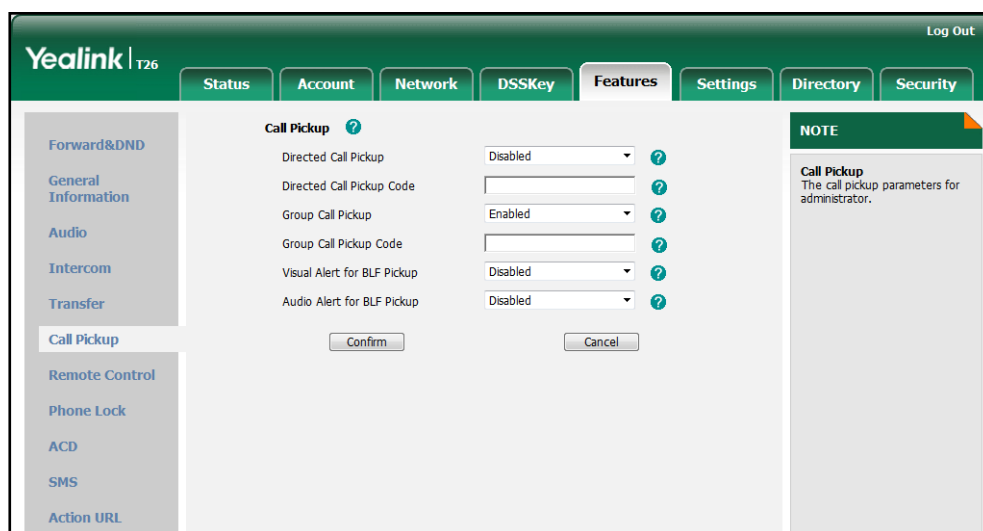 Log Out
Yealink T26
Status Account Network DSSKey Features Settings Directory Security
Forward&DND
General
Information
Audio
Intercom
Transfer
Call Pickup
Remote Control
Phone Lock
ACD
SMS
Action URL
Call Pickup ?
Directed Call Pickup Disabled ?
Directed Call Pickup Code ?
Group Call Pickup Enabled ?
Group Call Pickup Code ?
Visual Alert for BLF Pickup Disabled ?
Audio Alert for BLF Pickup Disabled ?
Confirm Cancel
NOTE
Call Pickup
The call pickup parameters for
administrator.